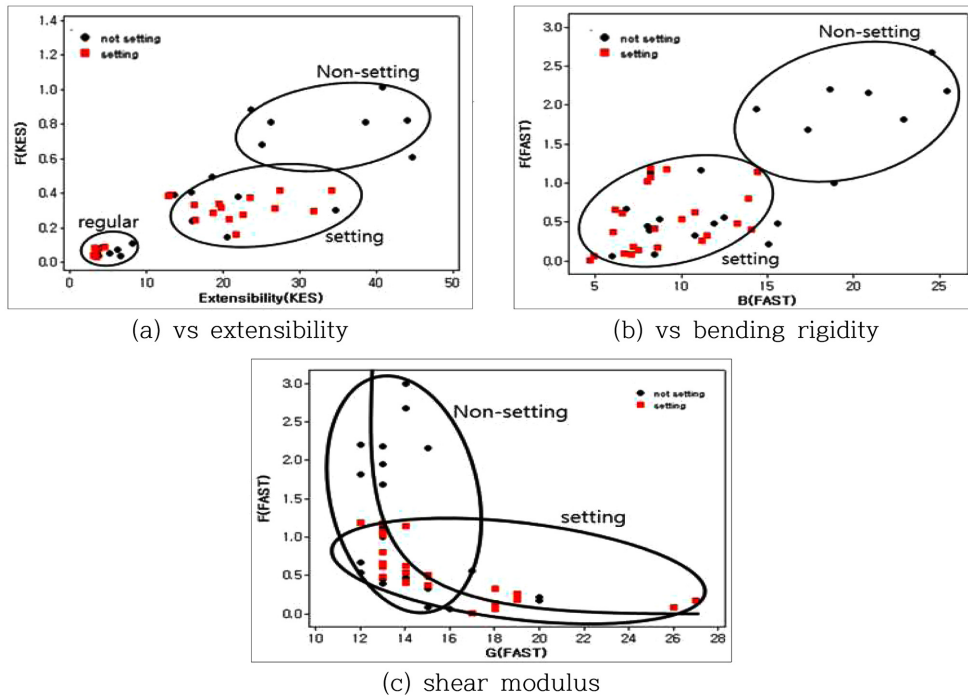 not setting
setting
Non-setting
regular
setting
F(KES)
1.4
1.2
1.0
0.8
0.6
0.4
0.2
0.0
0 10 20 30 40 50
Extensibility(KES)
(a) vs extensibility
not setting
setting
Non-setting
setting
F(FAST)
3.0
2.5
2.0
1.5
1.0
0.5
0.0
5 10 15 20 25
B(FAST)
(b) vs bending rigidity
not setting
setting
Non-setting
setting
F(FAST)
3.0
2.5
2.0
1.5
1.0
0.5
0.0
10 12 14 16 18 20 22 24 26 28
G(FAST)
(c) shear modulus